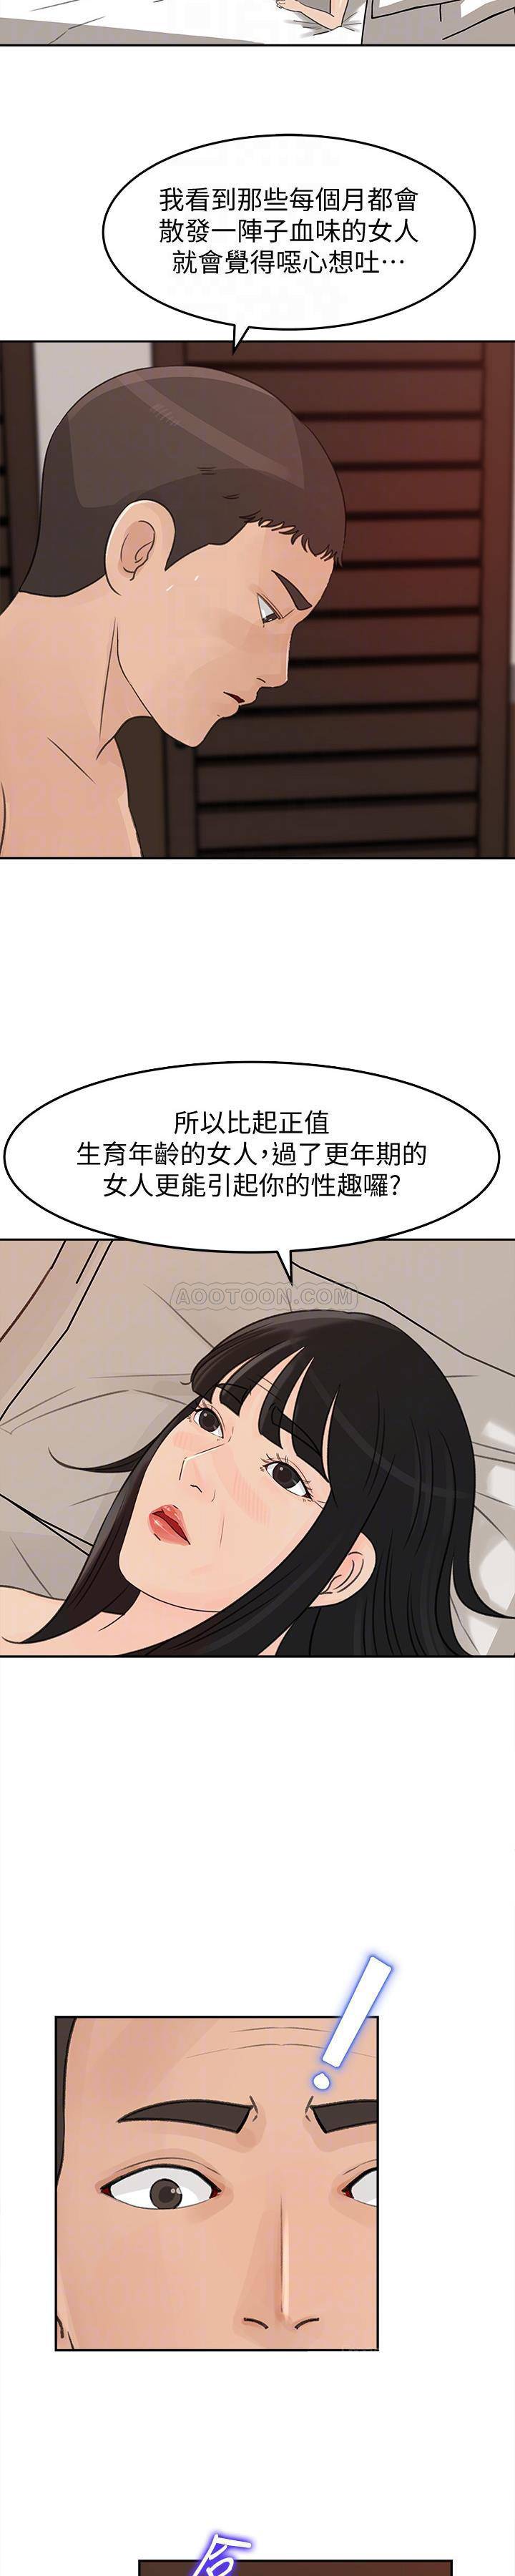 我看到那些每個月都會
散發一陣子血味的女人
就會覺得噁心想吐…
所以比起正值
生育年齡的女人,過了更年期的
女人更能引起你的性趣囉?
AOOTOON.COM
!